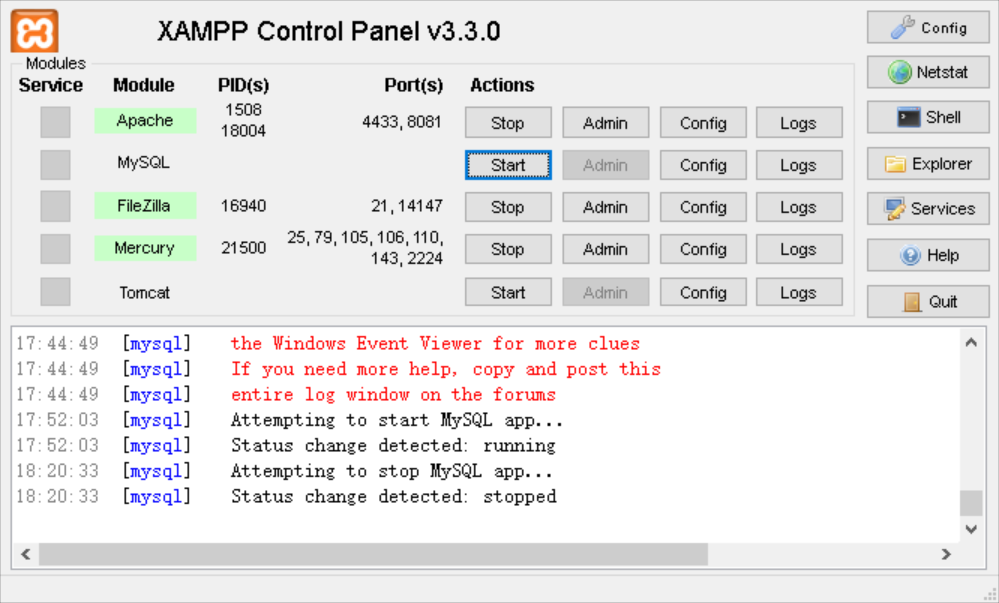 XAMPP Control Panel v3.3.0
Config
Modules
Netstat
Service Module PID(s) Port(s) Actions
Apache 1508 18004 4433, 8081 Stop Admin Config Logs
Shell
MySQL Start Admin Config Logs
Explorer
FileZilla 16940 21, 14147 Stop Admin Config Logs
Services
Mercury 21500 25, 79, 105, 106, 110, 143, 2224 Stop Admin Config Logs
Help
Tomcat Start Admin Config Logs
Quit
17:44:49 [mysql] the Windows Event Viewer for more clues
17:44:49 [mysql] If you need more help, copy and post this
17:44:49 [mysql] entire log window on the forums
17:52:03 [mysql] Attempting to start MySQL app...
17:52:03 [mysql] Status change detected: running
18:20:33 [mysql] Attempting to stop MySQL app...
18:20:33 [mysql] Status change detected: stopped